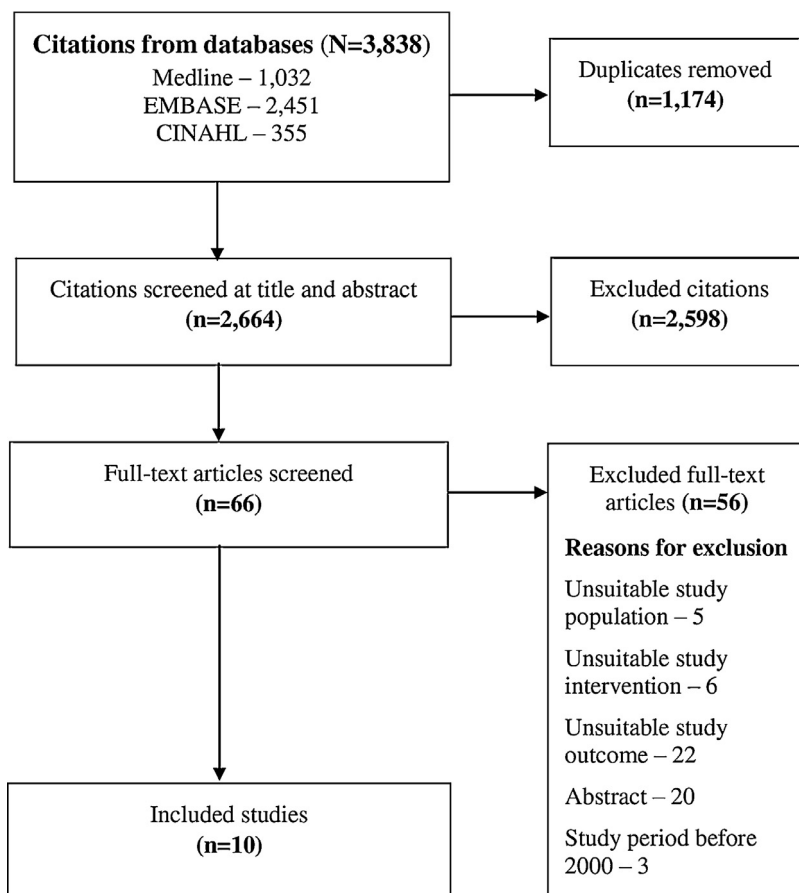 Citations from databases (N=3,838)
Medline – 1,032
EMBASE – 2,451
CINAHL – 355
Duplicates removed
(n=1,174)
Citations screened at title and abstract
(n=2,664)
Excluded citations
(n=2,598)
Full-text articles screened
(n=66)
Excluded full-text
articles (n=56)
Reasons for exclusion
Unsuitable study
population – 5
Unsuitable study
intervention – 6
Unsuitable study
outcome – 22
Abstract – 20
Study period before
2000 – 3
Included studies
(n=10)